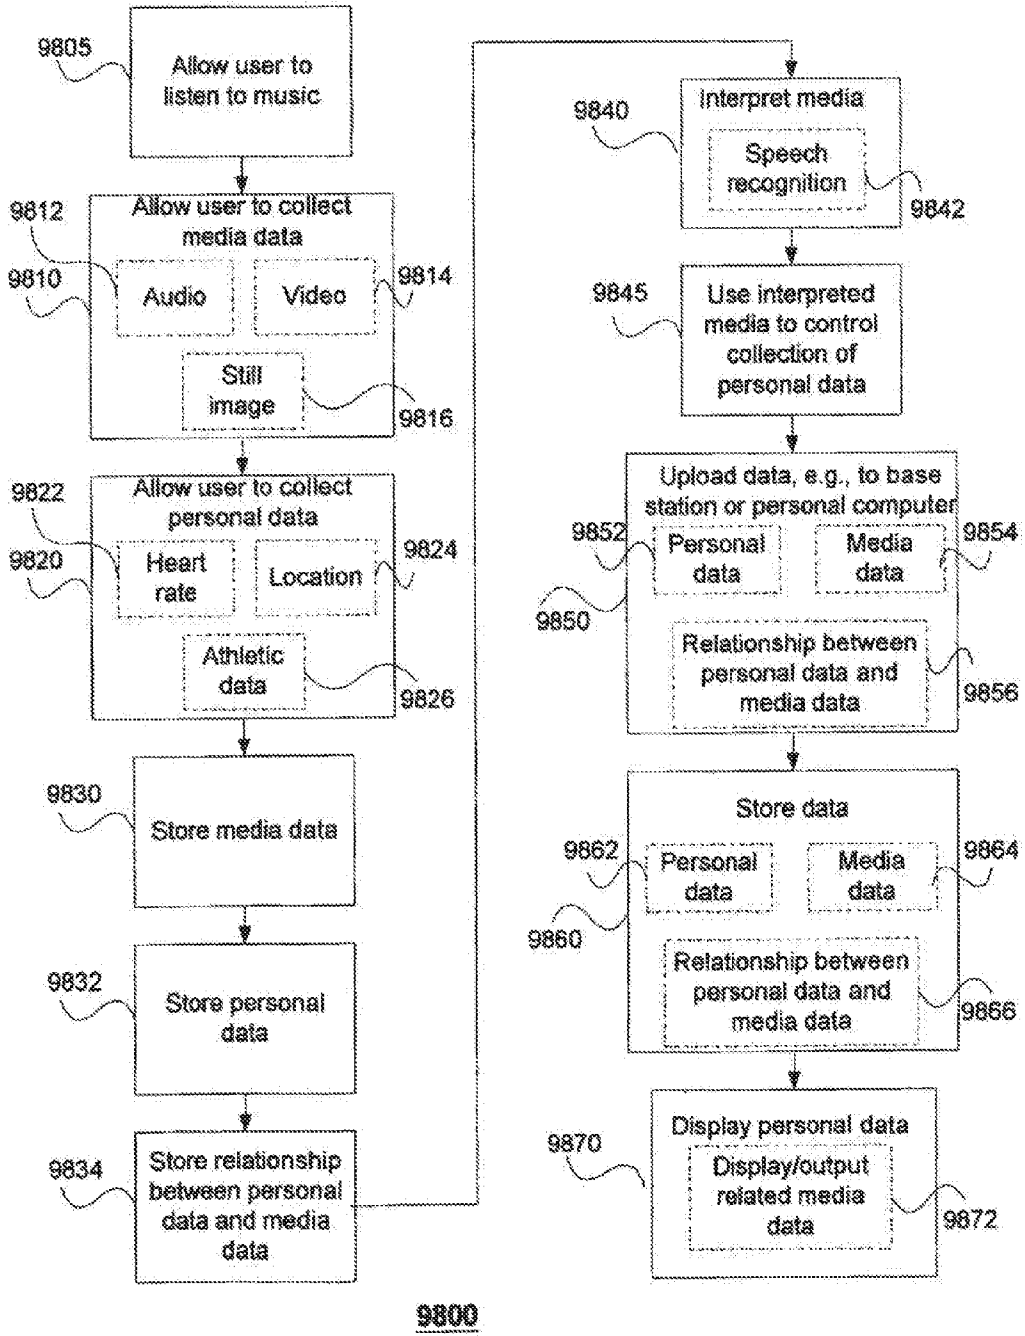 9805
Allow user to
listen to music
9812
Allow user to collect
media data
9810
Audio
Video
9814
Still
image
9816
9822
Allow user to collect
personal data
9820
Heart
rate
Location
9824
Athletic
data
9826
9830
Store media data
9832
Store personal
data
9834
Store relationship
between personal
data and media
data
9840
Interpret media
Speech
recognition
9842
9845
Use interpreted
media to control
collection of
personal data
Upload data, e.g., to base
station or personal computer
9852
Personal
data
Media
data
9854
9850
Relationship between
personal data and
media data
9856
Store data
9862
Personal
data
Media
data
9864
9860
Relationship between
personal data and
media data
9866
9870
Display personal data
Display/output
related media
data
9872
9800